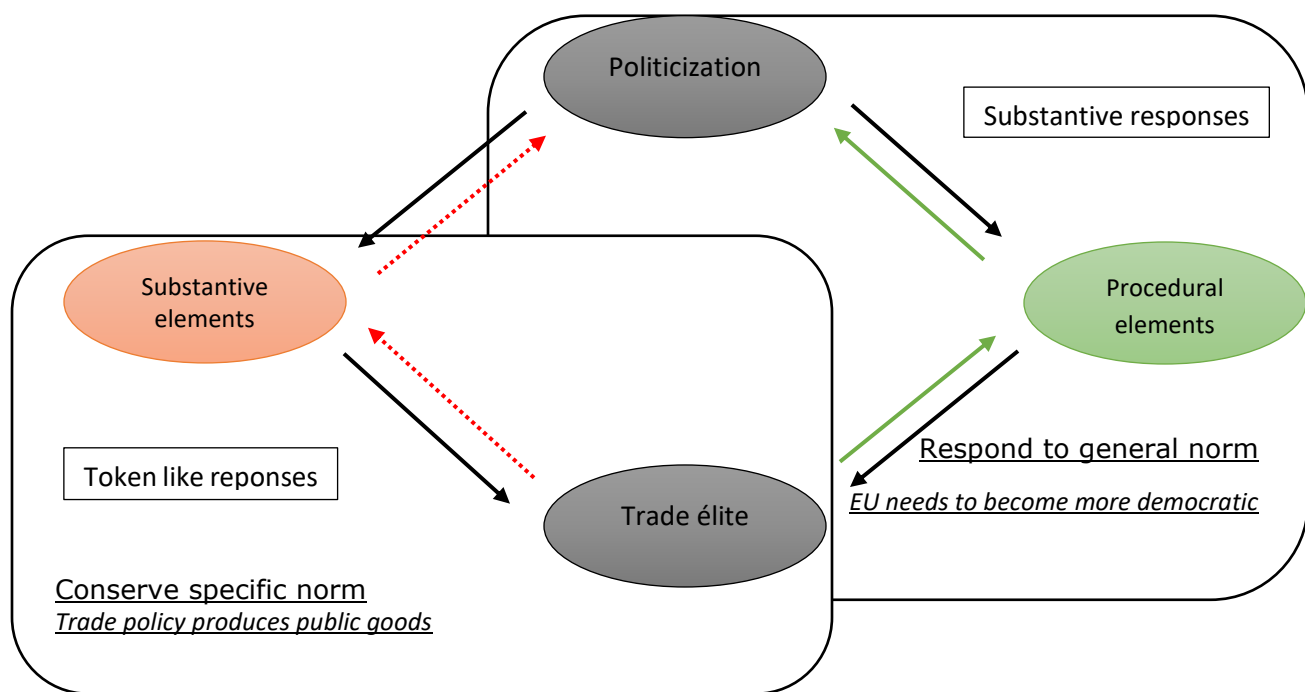 Politicization
Substantive responses
Substantive
elements
Procedural
elements
Token like reponses
Trade élite
Respond to general norm
EU needs to become more democratic
Conserve specific norm
Trade policy produces public goods